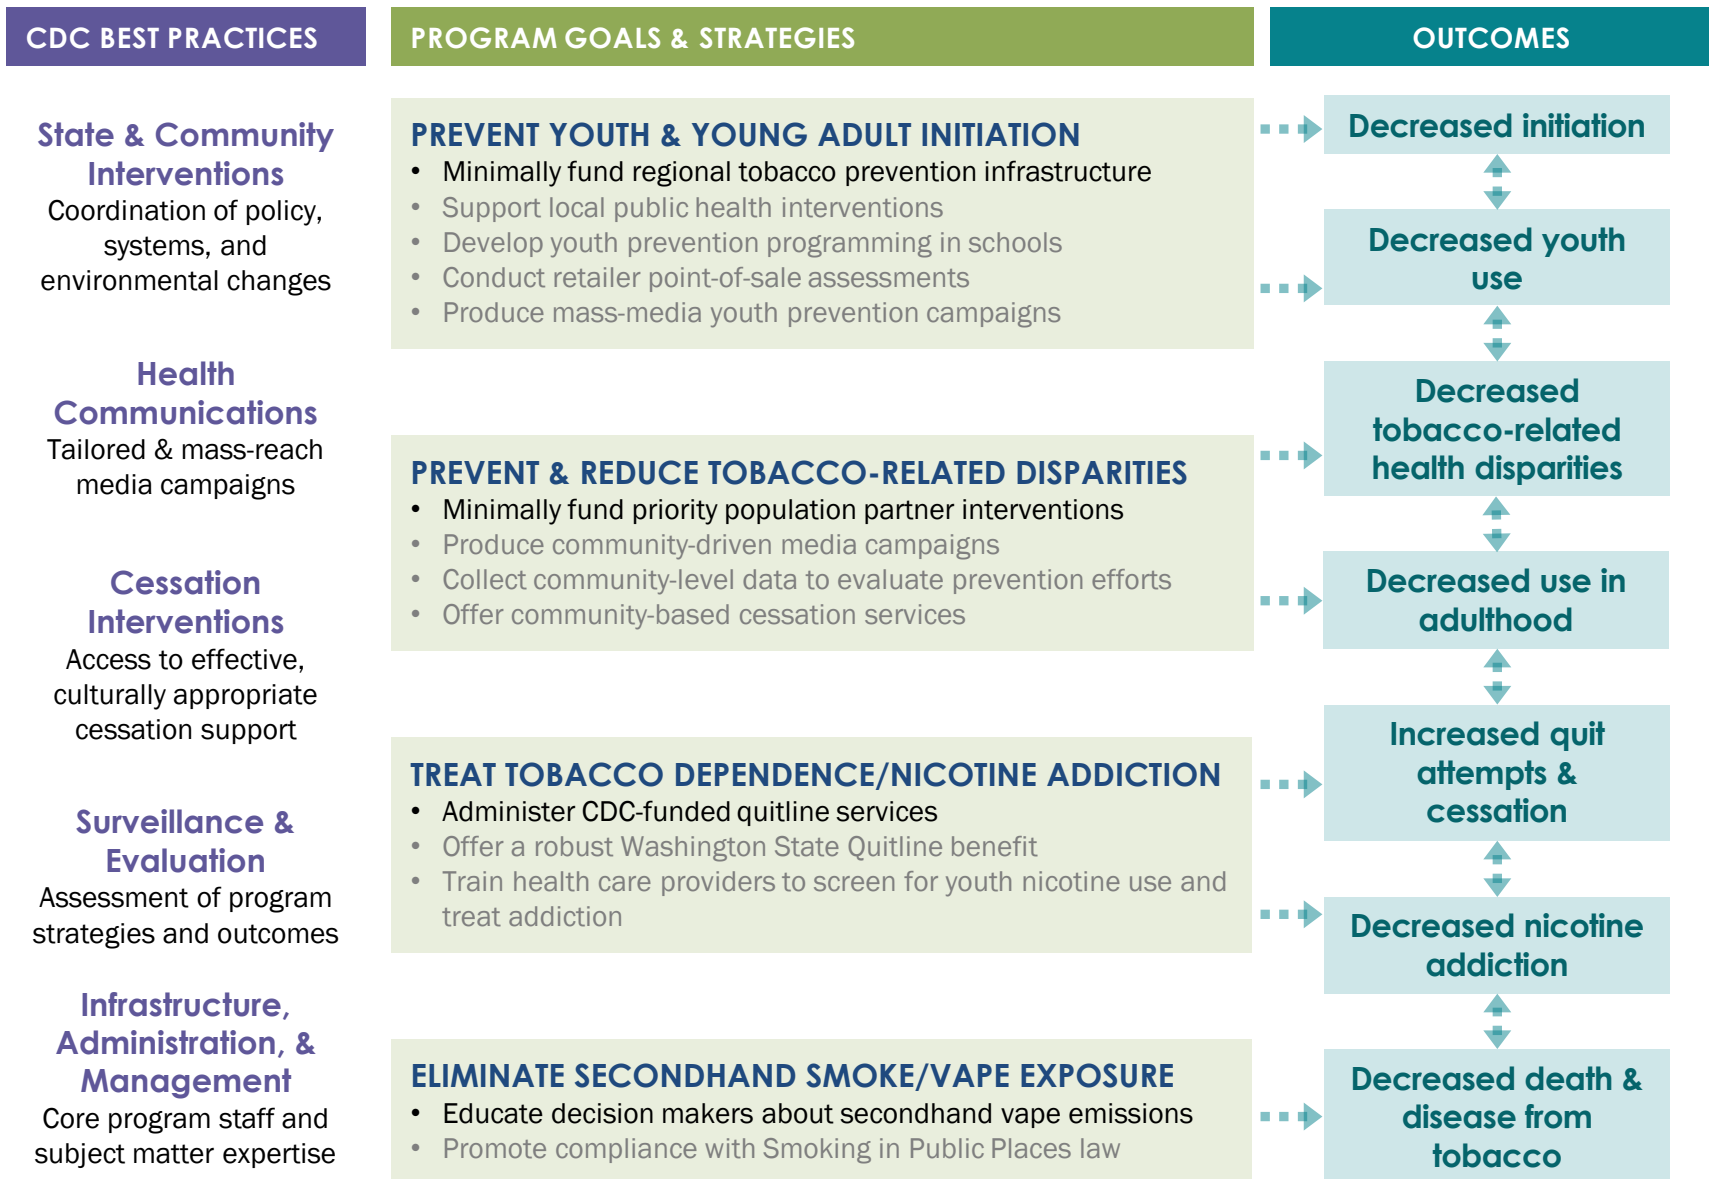 CDC BEST PRACTICES
State & Community
Interventions
Coordination of policy,
systems, and
environmental changes
Health
Communications
Tailored & mass-reach
media campaigns
Cessation
Interventions
Access to effective,
culturally appropriate
cessation support
Surveillance &
Evaluation
Assessment of program
strategies and outcomes
Infrastructure,
Administration, &
Management
Core program staff and
subject matter expertise
PROGRAM GOALS & STRATEGIES
PREVENT YOUTH & YOUNG ADULT INITIATION
• Minimally fund regional tobacco prevention infrastructure
• Support local public health interventions
• Develop youth prevention programming in schools
• Conduct retailer point-of-sale assessments
• Produce mass-media youth prevention campaigns
PREVENT & REDUCE TOBACCO-RELATED DISPARITIES
• Minimally fund priority population partner interventions
• Produce community-driven media campaigns
• Collect community-level data to evaluate prevention efforts
• Offer community-based cessation services
TREAT TOBACCO DEPENDENCE/NICOTINE ADDICTION
• Administer CDC-funded quitline services
• Offer a robust Washington State Quitline benefit
• Train health care providers to screen for youth nicotine use and
treat addiction
ELIMINATE SECONDHAND SMOKE/VAPE EXPOSURE
• Educate decision makers about secondhand vape emissions
• Promote compliance with Smoking in Public Places law
OUTCOMES
Decreased initiation
Decreased youth
use
Decreased
tobacco-related
health disparities
Decreased use in
adulthood
Increased quit
attempts &
cessation
Decreased nicotine
addiction
Decreased death &
disease from
tobacco